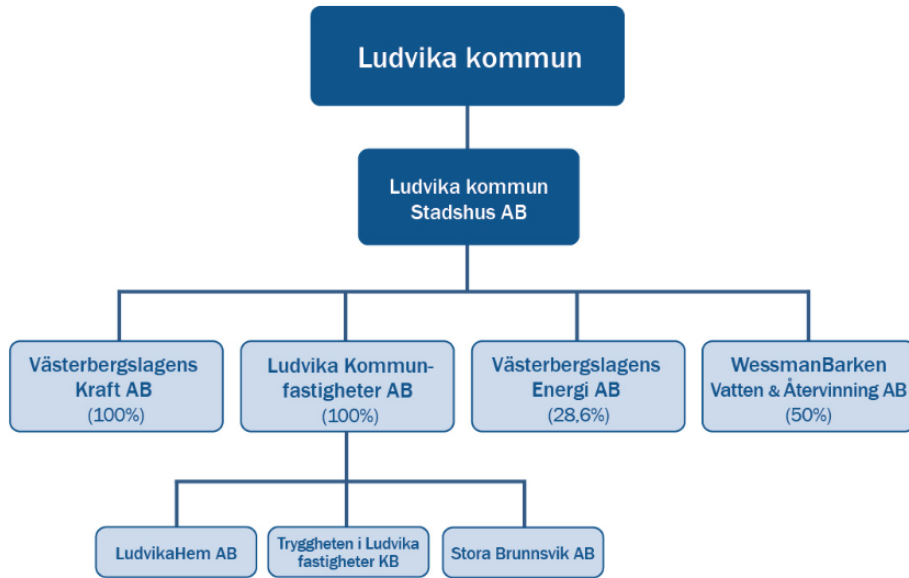 Ludvika kommun
Ludvika kommun
Stadshus AB
Västerbergslagens
Kraft AB
(100%)
Ludvika Kommun-
fastigheter AB
(100%)
Västerbergslagens
Energi AB
(28,6%)
WessmanBarken
Vatten & Återvinning AB
(50%)
LudvikaHem AB
Tryggheten i Ludvika
fastigheter KB
Stora Brunnsvik AB